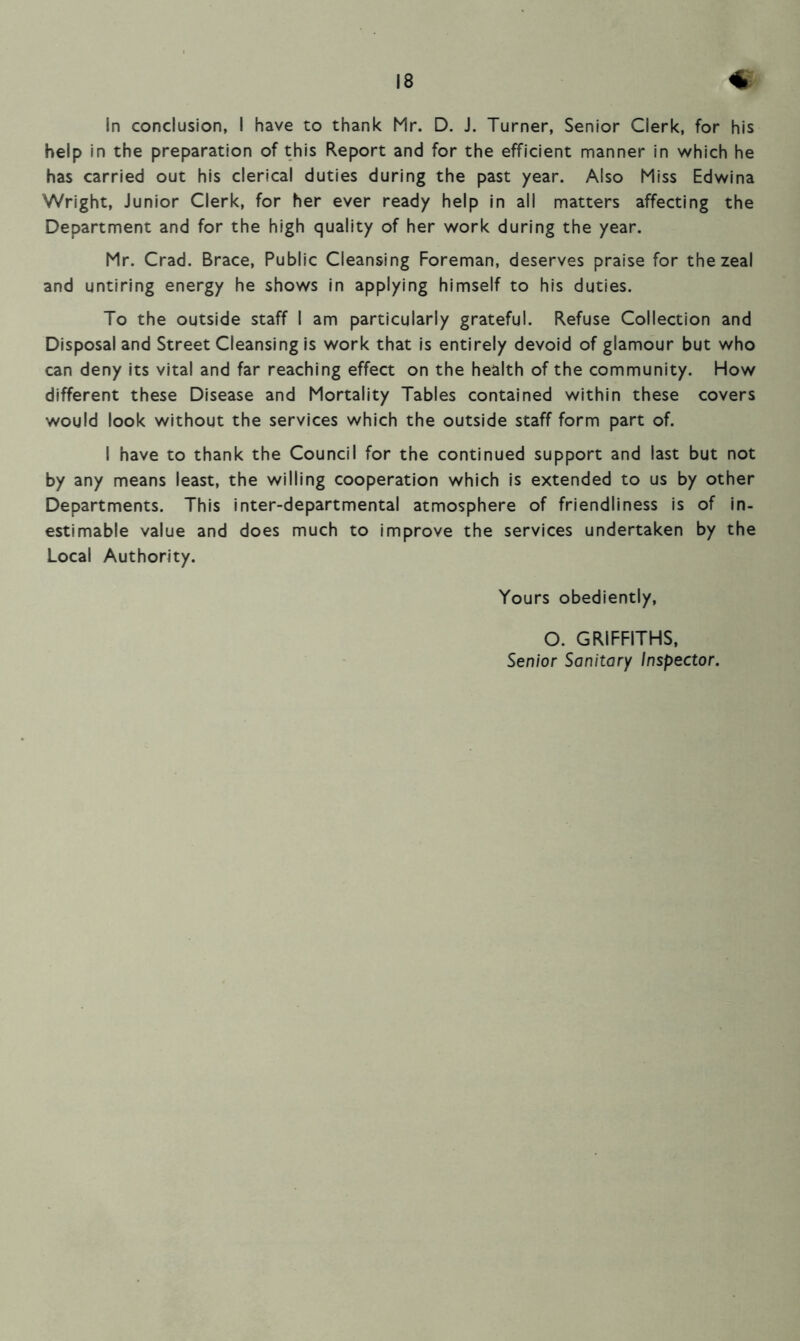 18
In conclusion, I have to thank Mr. D. J. Turner, Senior Clerk, for his
help in the preparation of this Report and for the efficient manner in which he
has carried out his clerical duties during the past year. Also Miss Edwina
Wright, Junior Clerk, for her ever ready help in all matters affecting the
Department and for the high quality of her work during the year.
Mr. Crad. Brace, Public Cleansing Foreman, deserves praise for the zeal
and untiring energy he shows in applying himself to his duties.
To the outside staff I am particularly grateful. Refuse Collection and
Disposal and Street Cleansing is work that is entirely devoid of glamour but who
can deny its vital and far reaching effect on the health of the community. How
different these Disease and Mortality Tables contained within these covers
would look without the services which the outside staff form part of.
I have to thank the Council for the continued support and last but not
by any means least, the willing cooperation which is extended to us by other
Departments. This inter-departmental atmosphere of friendliness is of in-
estimable value and does much to improve the services undertaken by the
Local Authority.
Yours obediently,
O. GRIFFITHS,
Senior Sanitary Inspector.